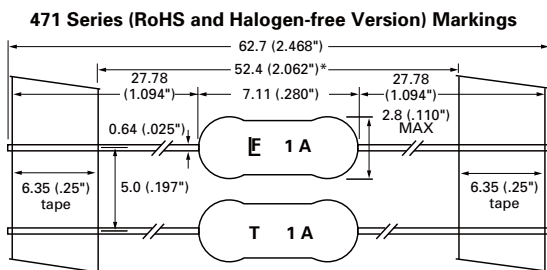 471 Series (RoHS and Halogen-free Version) Markings
62.7 (2.468")
52.4 (2.062")*
27.78
(1.094")
7.11 (.280")
27.78
(1.094")
0.64 (.025")
2.8 (.110")
MAX
LF 1 A
6.35 (.25")
tape
5.0 (.197")
6.35 (.25")
tape
T 1 A